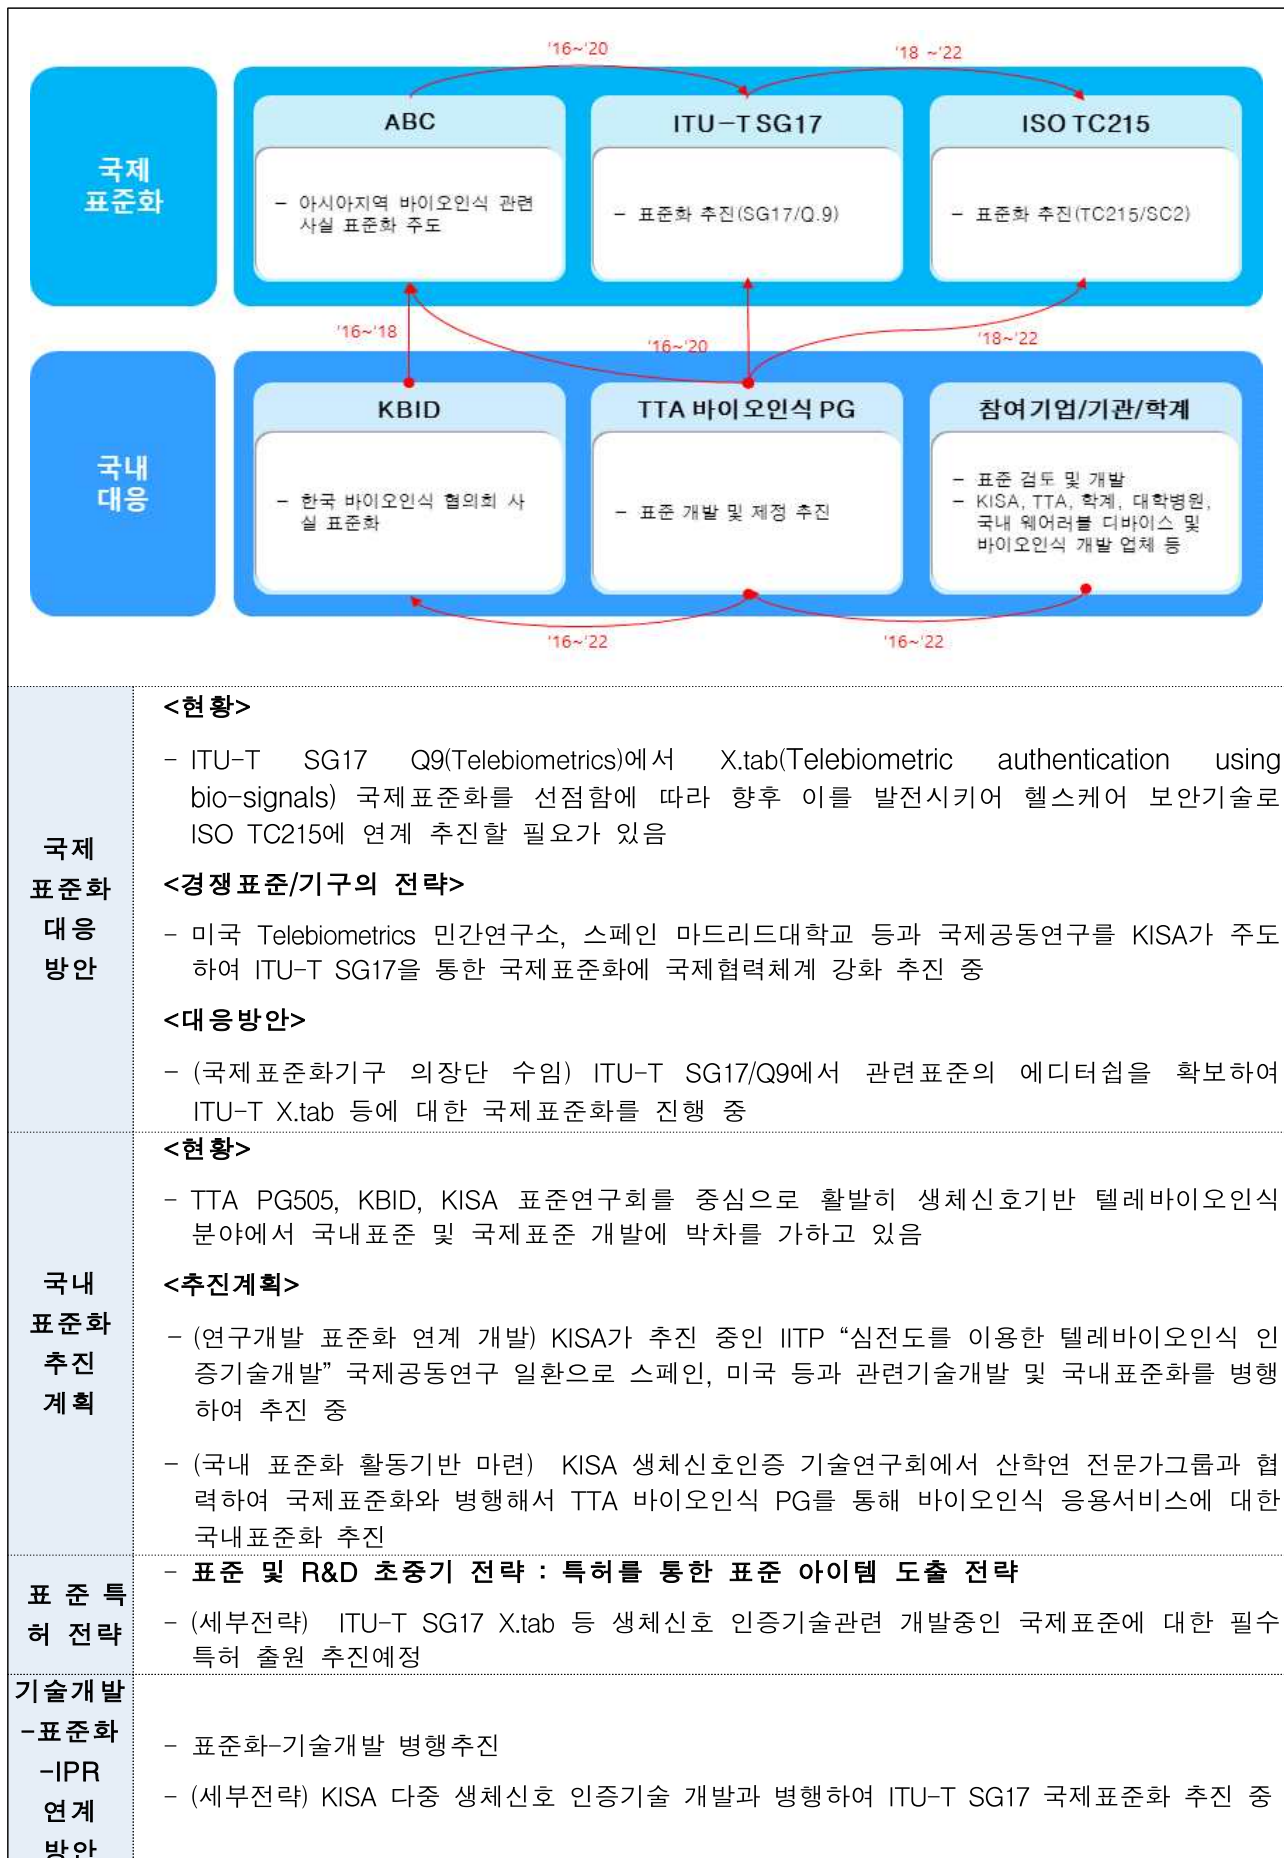 '16~'20
'18 ~'22
국제
표준화
ABC
- 아시아지역 바이오인식 관련
사실 표준화 주도
ITU-T SG17
- 표준화 추진(SG17/Q.9)
ISO TC215
- 표준화 추진(TC215/SC2)
'16~'18
'16~'20
'18~'22
국내
대응
KBID
- 한국 바이오인식 협의회 사
실 표준화
TTA 바이오인식 PG
- 표준 개발 및 제정 추진
참여기업/기관/학계
- 표준 검토 및 개발
- KISA, TTA, 학계, 대학병원,
국내 웨어러블 디바이스 및
바이오인식 개발 업체 등
'16~'22
'16~'22
국제
표준화
대응
방안
<현황>
- ITU-T SG17 Q9(Telebiometrics)에서 X.tab(Telebiometric authentication using
bio-signals) 국제표준화를 선점함에 따라 향후 이를 발전시키어 헬스케어 보안기술로
ISO TC215에 연계 추진할 필요가 있음
<경쟁표준/기구의 전략>
- 미국 Telebiometrics 민간연구소, 스페인 마드리드대학교 등과 국제공동연구를 KISA가 주도
하여 ITU-T SG17을 통한 국제표준화에 국제협력체계 강화 추진 중
<대응방안>
- (국제표준화기구 의장단 수임) ITU-T SG17/Q9에서 관련표준의 에디터쉽을 확보하여
ITU-T X.tab 등에 대한 국제표준화를 진행 중
국내
표준화
추진
계획
<현황>
- TTA PG505, KBID, KISA 표준연구회를 중심으로 활발히 생체신호기반 텔레바이오인식
분야에서 국내표준 및 국제표준 개발에 박차를 가하고 있음
<추진계획>
- (연구개발 표준화 연계 개발) KISA가 추진 중인 IITP “심전도를 이용한 텔레바이오인식 인
증기술개발” 국제공동연구 일환으로 스페인, 미국 등과 관련기술개발 및 국내표준화를 병행
하여 추진 중
- (국내 표준화 활동기반 마련) KISA 생체신호인증 기술연구회에서 산학연 전문가그룹과 협
력하여 국제표준화와 병행해서 TTA 바이오인식 PG를 통해 바이오인식 응용서비스에 대한
국내표준화 추진
표 준 특
허 전략
- 표준 및 R&D 초중기 전략 : 특허를 통한 표준 아이템 도출 전략
- (세부전략) ITU-T SG17 X.tab 등 생체신호 인증기술관련 개발중인 국제표준에 대한 필수
특허 출원 추진예정
기술개발
-표준화
-IPR
연계
방안
- 표준화-기술개발 병행추진
- (세부전략) KISA 다중 생체신호 인증기술 개발과 병행하여 ITU-T SG17 국제표준화 추진 중